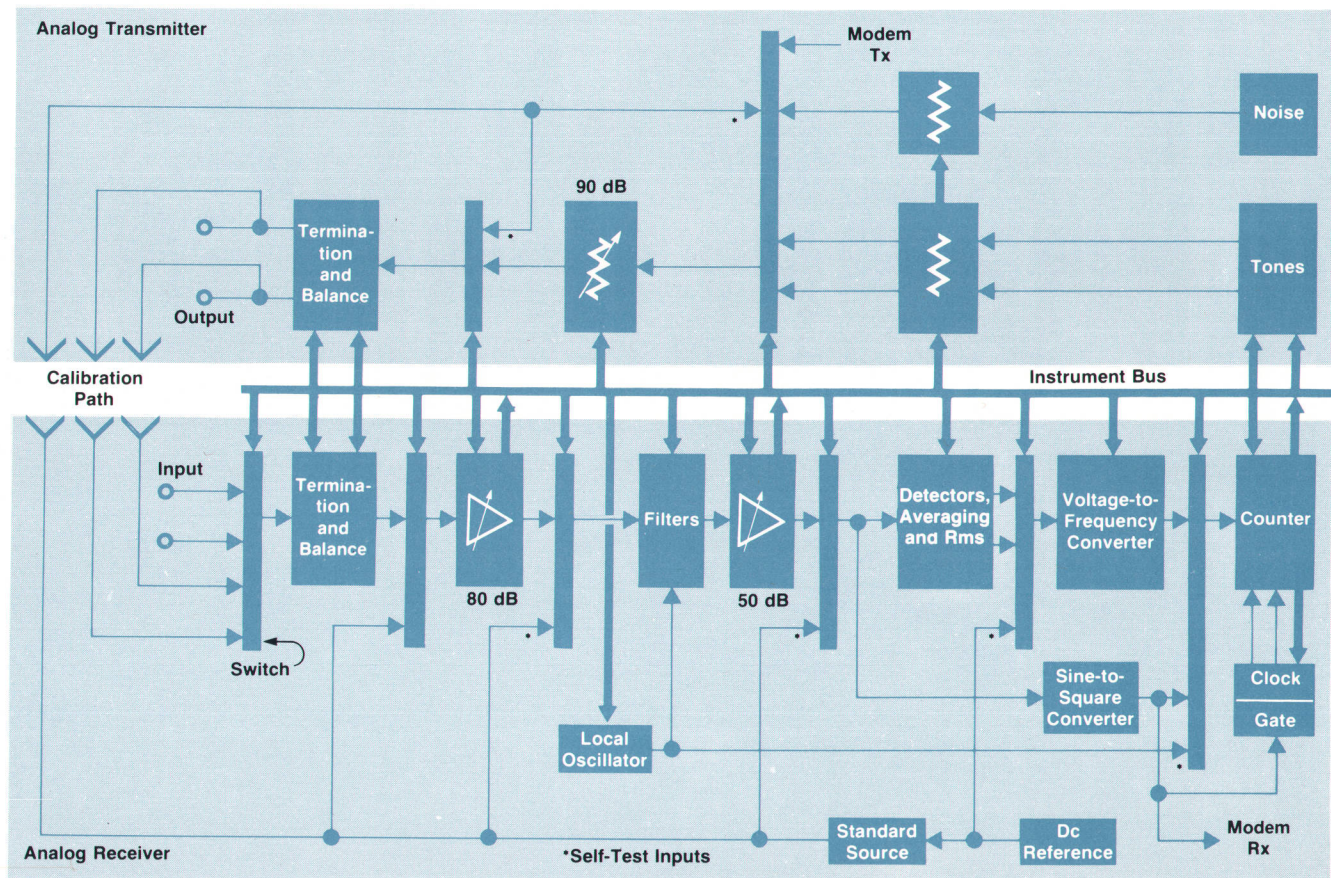 Analog Transmitter
Modem
Tx
Noise
90 dB
Termina-
tion
and
Balance
Tones
Output
Calibration
Path
Instrument Bus
Input
Termina-
tion
and
Balance
80 dB
Filters
50 dB
Detectors,
Averaging
and Rms
Voltage-to-
Frequency
Converter
Counter
Switch
Sine-to-
Square
Converter
Clock
Gate
Local
Oscillator
Standard
Source
Dc
Reference
Modem
Rx
Analog Receiver
*Self-Test Inputs